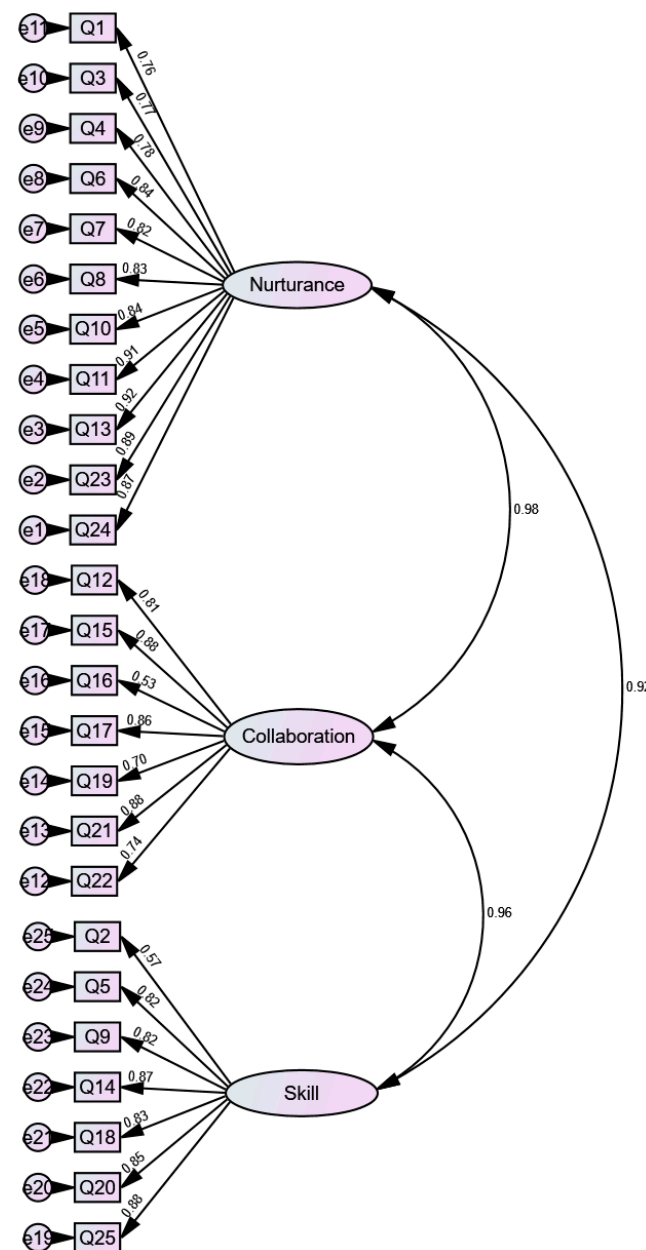 e11 Q1 0.76
e10 Q3 0.77
e9 Q4 0.78
e8 Q6 0.84
e7 Q7 0.82
e6 Q8 0.83
Nurturance
e5 Q10 0.84
e4 Q11 0.91
e3 Q13 0.92
e2 Q23 0.89
e1 Q24 0.87
0.98
e18 Q12 0.81
e17 Q15 0.88
e16 Q16 0.53
0.92
e15 Q17 0.86
Collaboration
e14 Q19 0.70
e13 Q21 0.88
e12 Q22 0.74
0.96
e25 Q2 0.57
e24 Q5 0.82
e23 Q9 0.82
e22 Q14 0.87
Skill
e21 Q18 0.83
e20 Q20 0.85
e19 Q25 0.88